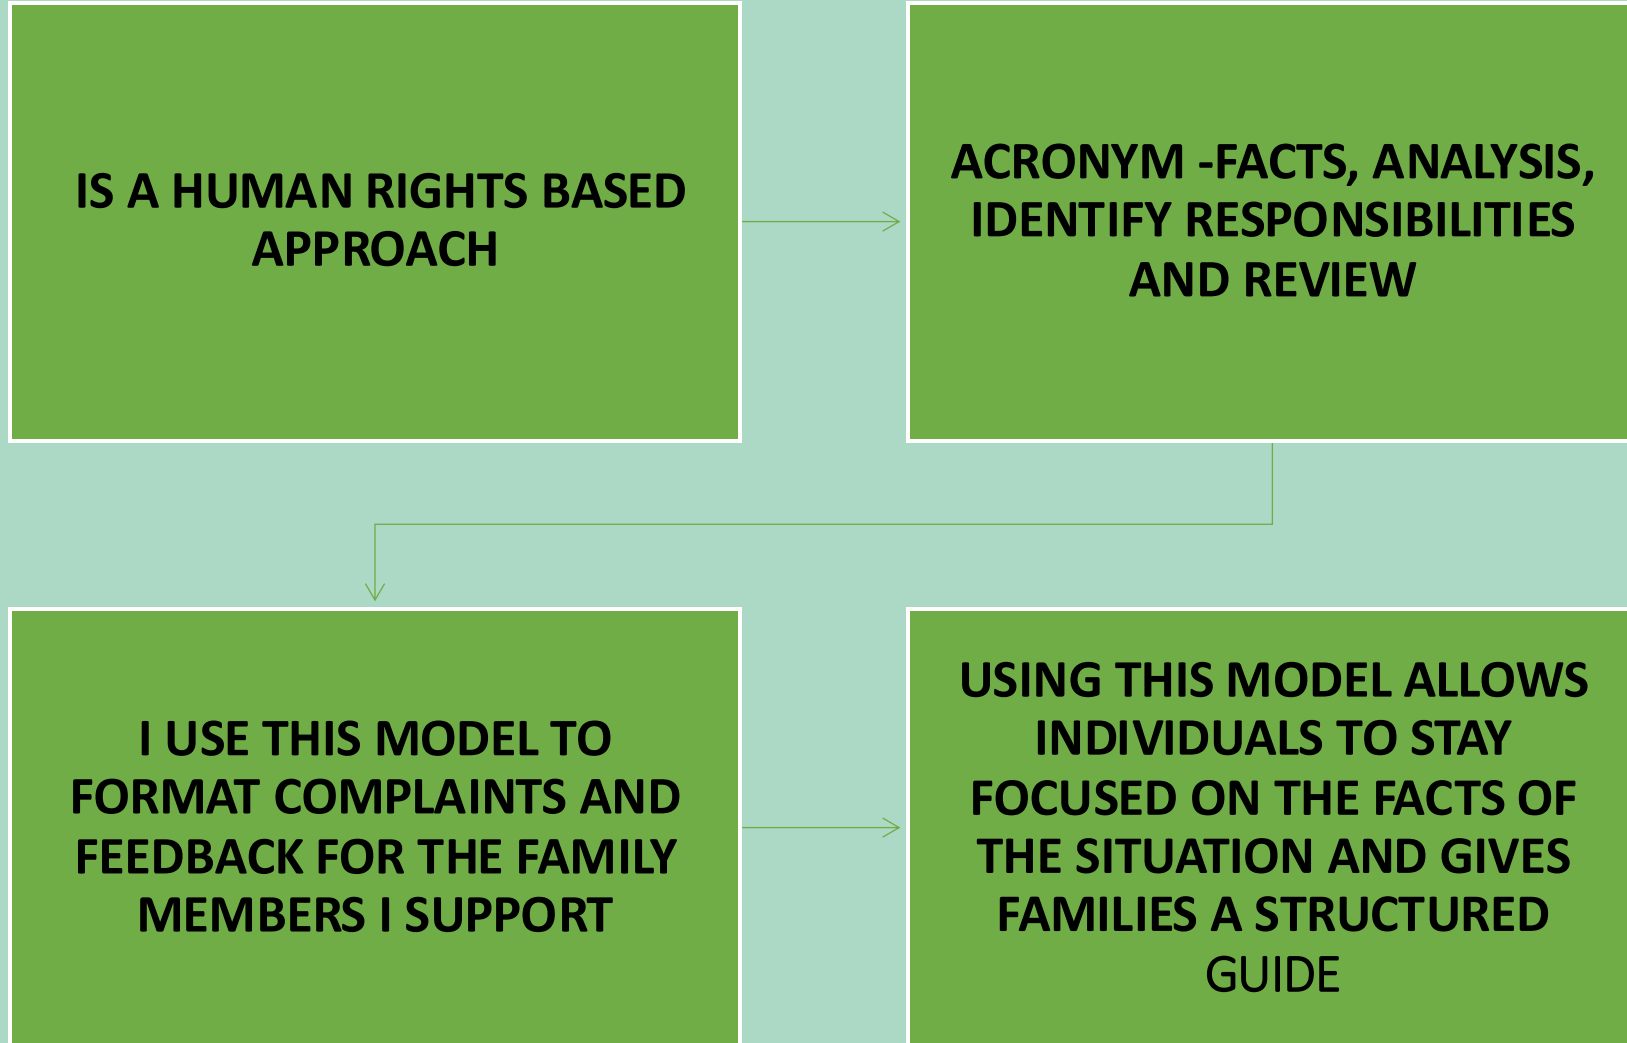 IS A HUMAN RIGHTS BASED
APPROACH
ACRONYM -FACTS, ANALYSIS,
IDENTIFY RESPONSIBILITIES
AND REVIEW
I USE THIS MODEL TO
FORMAT COMPLAINTS AND
FEEDBACK FOR THE FAMILY
MEMBERS I SUPPORT
USING THIS MODEL ALLOWS
INDIVIDUALS TO STAY
FOCUSED ON THE FACTS OF
THE SITUATION AND GIVES
FAMILIES A STRUCTURED
GUIDE